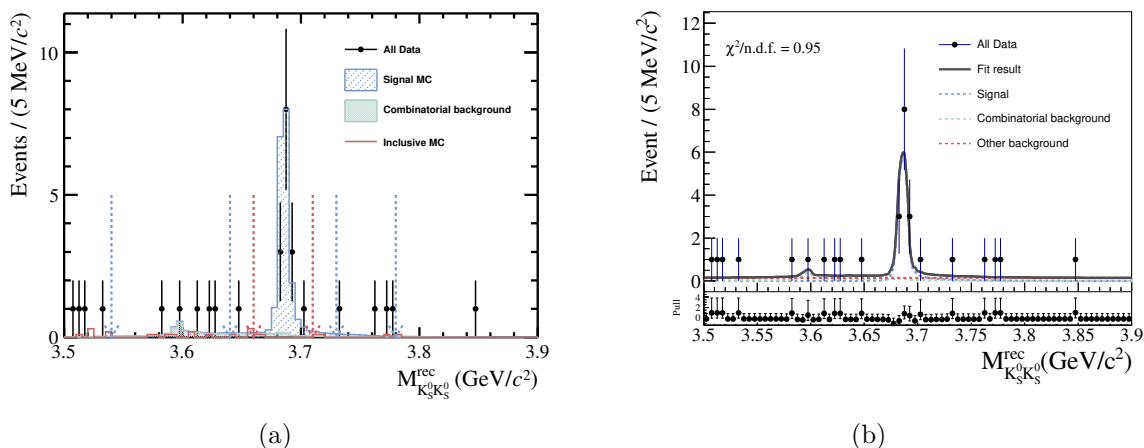 Events / (5 MeV/c²)
10
5
0
All Data
Signal MC
Combinatorial background
Inclusive MC
3.5 3.6 3.7 3.8 3.9
M^rec_{K⁰_S K⁰_S} (GeV/c²)
(a)
Event / (5 MeV/c²)
12
10
8
6
4
2
0
χ²/n.d.f. = 0.95
All Data
Fit result
Signal
Combinatorial background
Other background
Pull
4
2
0
3.5 3.55 3.6 3.65 3.7 3.75 3.8 3.85 3.9
M^rec_{K⁰_S K⁰_S} (GeV/c²)
(b)